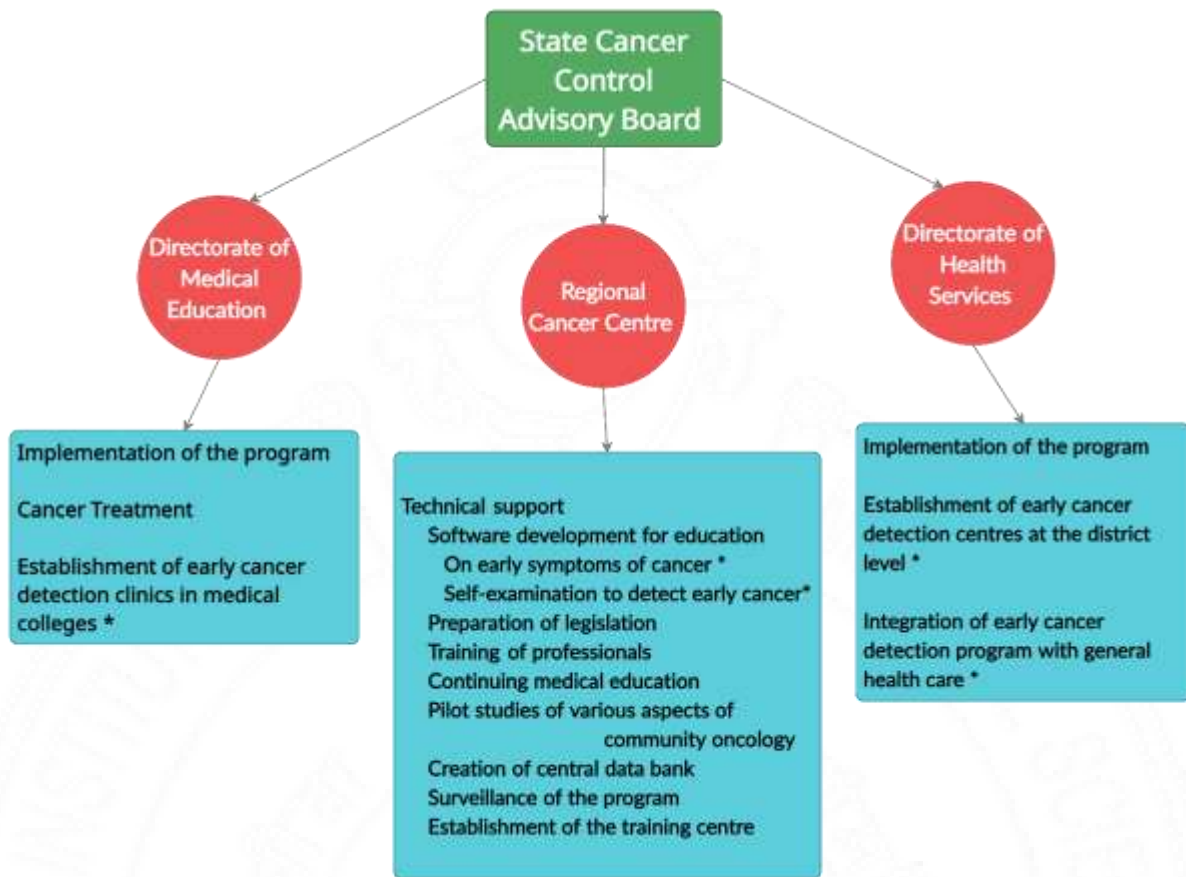 State Cancer
Control
Advisory Board
Directorate of
Medical
Education
Regional
Cancer Centre
Directorate of
Health
Services
Implementation of the program
Cancer Treatment
Establishment of early cancer
detection clinics in medical
colleges *
Technical support
Software development for education
On early symptoms of cancer *
Self-examination to detect early cancer*
Preparation of legislation
Training of professionals
Continuing medical education
Pilot studies of various aspects of
community oncology
Creation of central data bank
Surveillance of the program
Establishment of the training centre
Implementation of the program
Establishment of early cancer
detection centres at the district
level *
Integration of early cancer
detection program with general
health care *